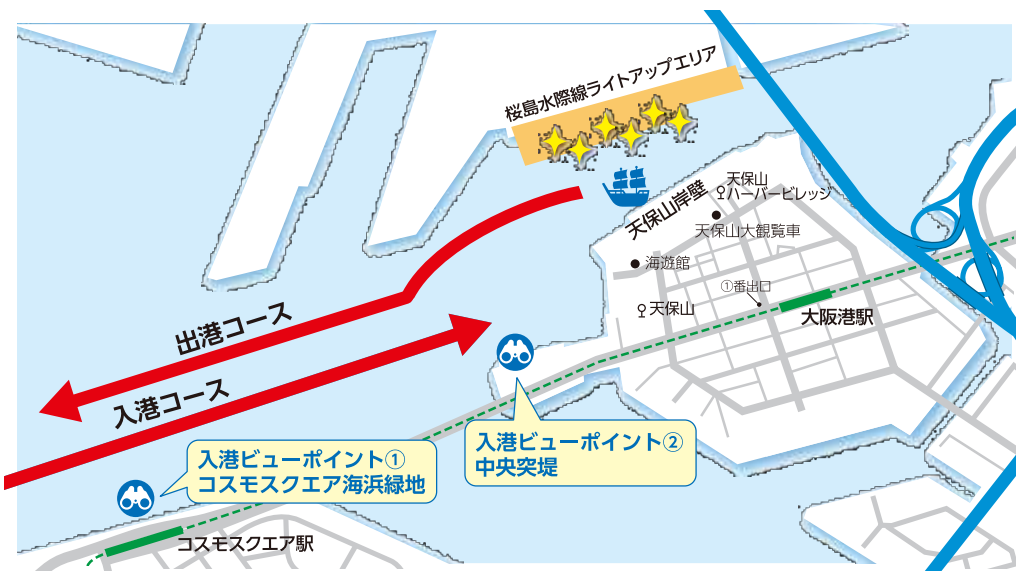 桜島水際線ライトアップエリア
天保山岸壁
天保山
ハーバービレッジ
天保山大観覧車
海遊館
①番出口
天保山
大阪港駅
出港コース
入港コース
入港ビューポイント②
中央突堤
入港ビューポイント①
コスモスクエア海浜緑地
コスモスクエア駅